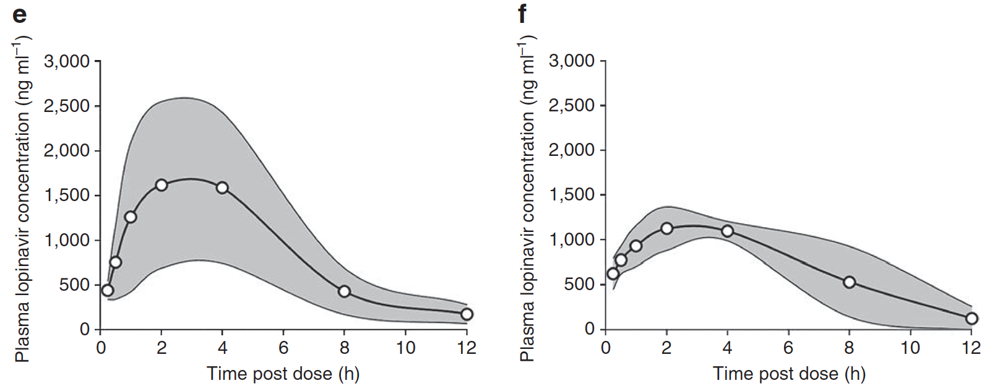 e
Plasma lopinavir concentration (ng ml⁻¹)
3,000
2,500
2,000
1,500
1,000
500
0
0 2 4 6 8 10 12
Time post dose (h)
f
Plasma lopinavir concentration (ng ml⁻¹)
3,000
2,500
2,000
1,500
1,000
500
0
0 2 4 6 8 10 12
Time post dose (h)